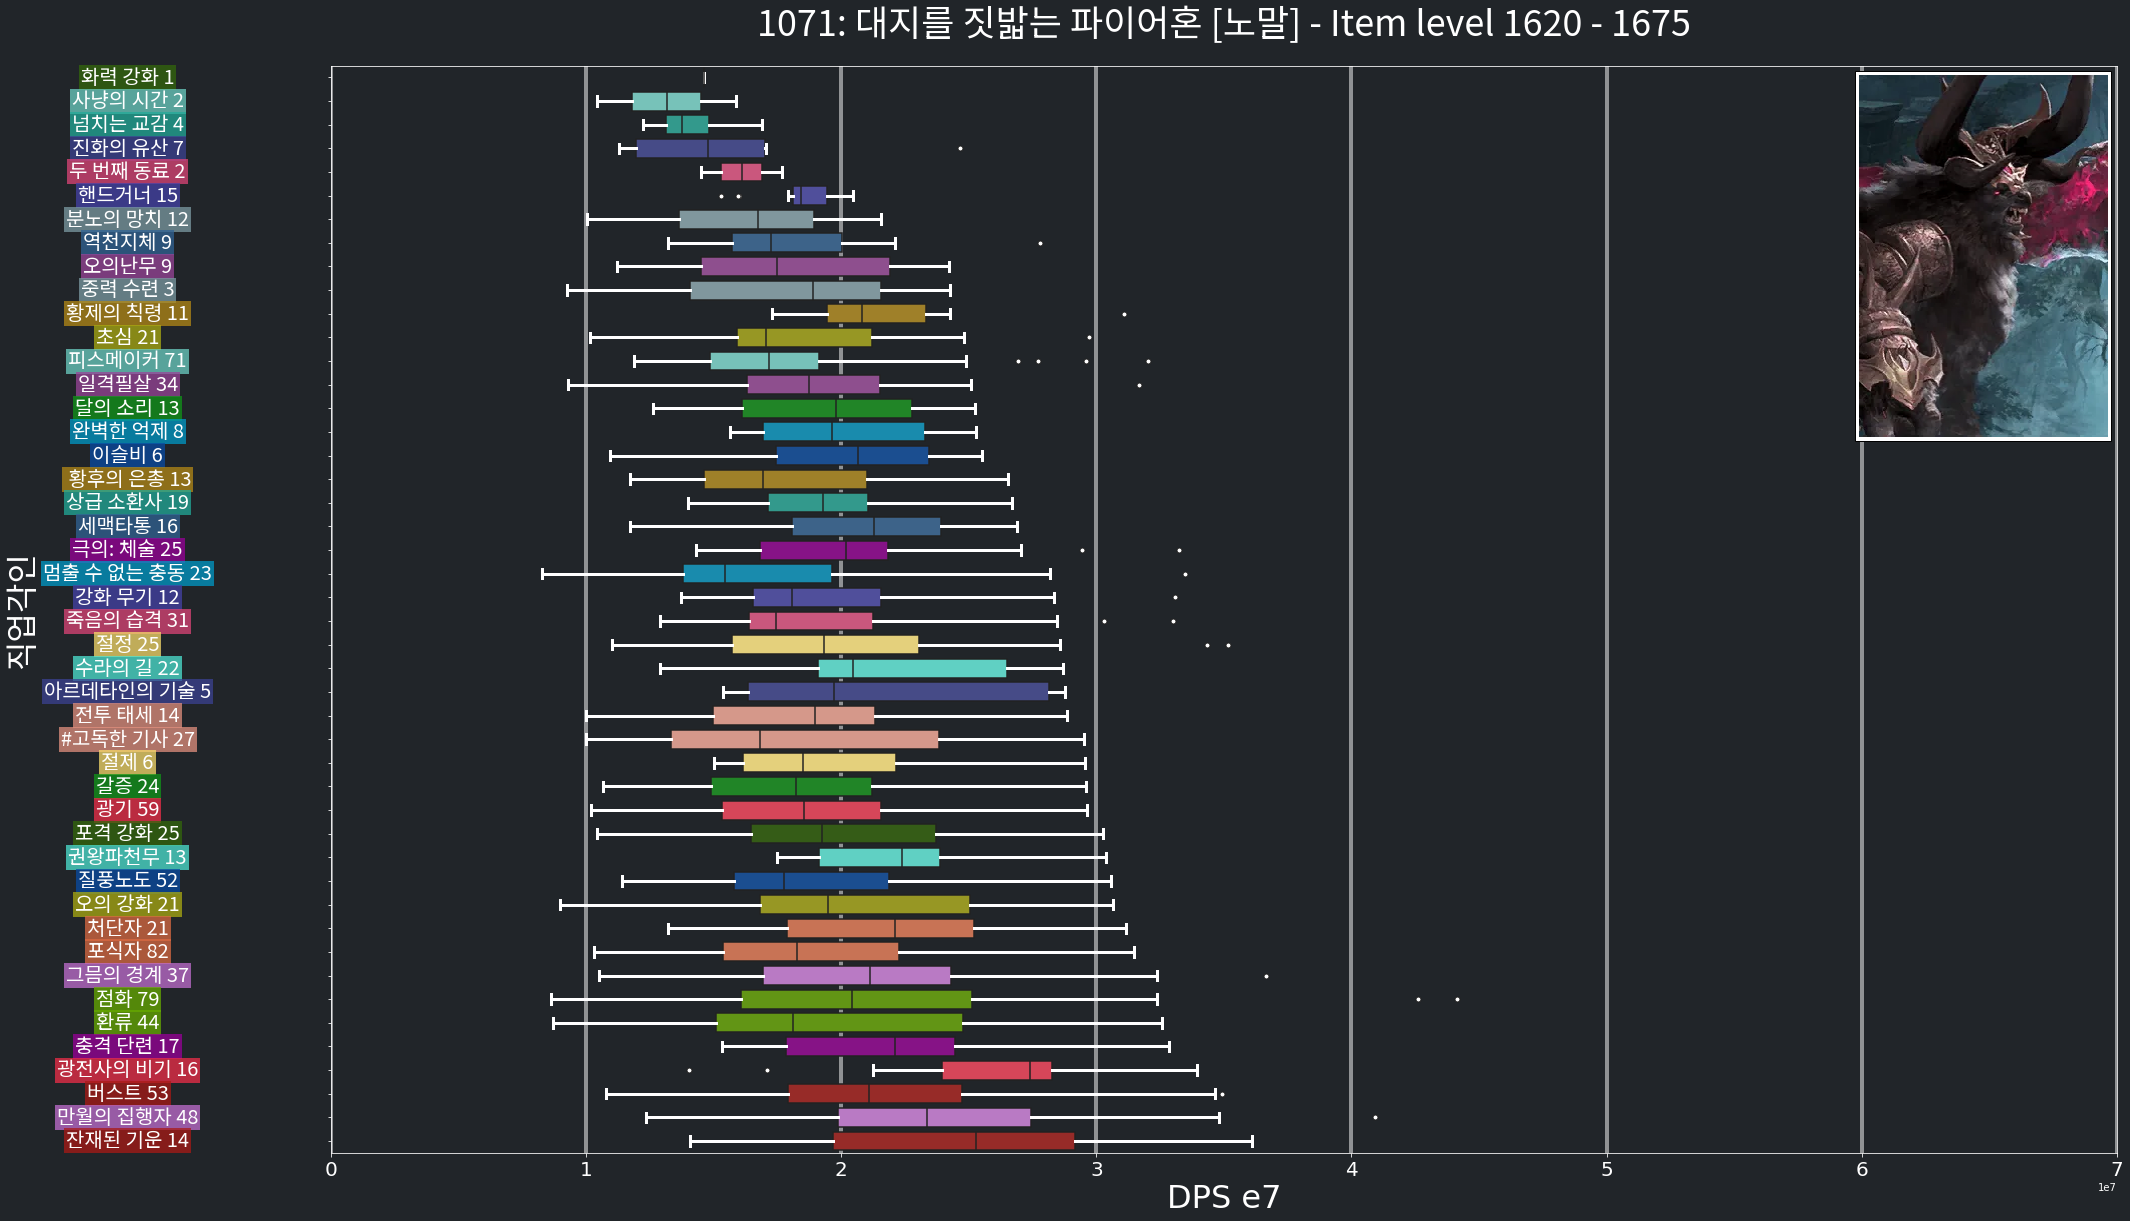 1071: 대지를 짓밟는 파이어혼 [노말] - Item level 1620 - 1675
화력 강화 1
사냥의 시간 2
넘치는 교감 4
진화의 유산 7
두 번째 동료 2
핸드거너 15
분노의 망치 12
역천지체 9
오의난무 9
중력 수련 3
황제의 칙령 11
초심 21
피스메이커 71
일격필살 34
달의 소리 13
완벽한 억제 8
이슬비 6
황후의 은총 13
상급 소환사 19
세맥타통 16
극의: 체술 25
멈출 수 없는 충동 23
강화 무기 12
죽음의 습격 31
절정 25
수라의 길 22
아르데타인의 기술 5
전투 태세 14
#고독한 기사 27
절제 6
갈증 24
광기 59
포격 강화 25
권왕파천무 13
질풍노도 52
오의 강화 21
처단자 21
포식자 82
그믐의 경계 37
점화 79
환류 44
충격 단련 17
광전사의 비기 16
버스트 53
만월의 집행자 48
잔재된 기운 14
직업각인
0 1 2 3 4 5 6 7
1e7
DPS e7